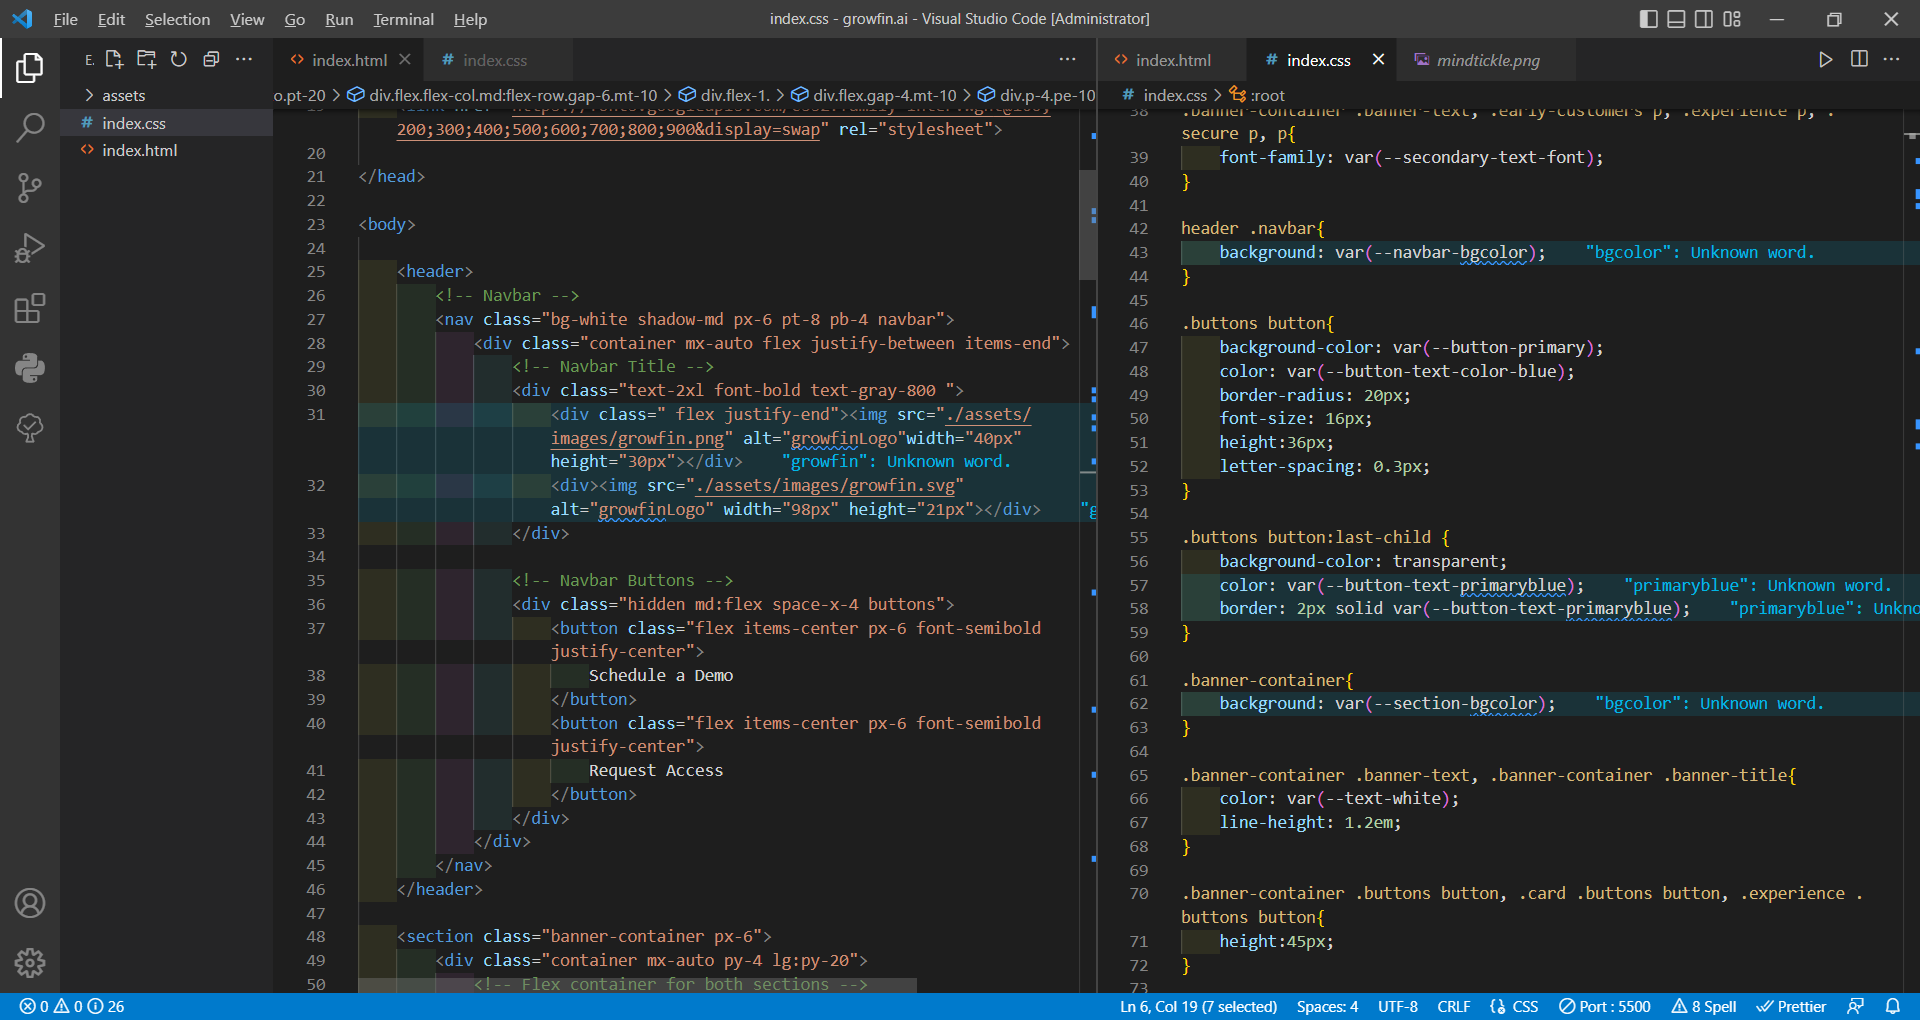 File Edit Selection View Go Run Terminal Help
index.css - growfin.ai - Visual Studio Code [Administrator]
E.
assets
index.css
index.html
index.html
index.css
o.pt-20 > div.flex.flex-col.md:flex-row.gap-6.mt-10 > div.flex-1. > div.flex.gap-4.mt-10 > div.p-4.pe-10
200;300;400;500;600;700;800;900&display=swap" rel="stylesheet">
20
21 </head>
22
23 <body>
24
25 <header>
26 <!-- Navbar -->
27 <nav class="bg-white shadow-md px-6 pt-8 pb-4 navbar">
28 <div class="container mx-auto flex justify-between items-end">
29 <!-- Navbar Title -->
30 <div class="text-2xl font-bold text-gray-800 ">
31 <div class=" flex justify-end"><img src="./assets/
images/growfin.png" alt="growfinLogo"width="40px"
height="30px"></div> "growfin": Unknown word.
32 <div><img src="./assets/images/growfin.svg"
alt="growfinLogo" width="98px" height="21px"></div> "g
33 </div>
34
35 <!-- Navbar Buttons -->
36 <div class="hidden md:flex space-x-4 buttons">
37 <button class="flex items-center px-6 font-semibold
justify-center">
38 Schedule a Demo
39 </button>
40 <button class="flex items-center px-6 font-semibold
justify-center">
41 Request Access
42 </button>
43 </div>
44 </div>
45 </nav>
46 </header>
47
48 <section class="banner-container px-6">
49 <div class="container mx-auto py-4 lg:py-20">
50 <!-- Flex container for both sections -->
index.html
index.css
mindtickle.png
index.css > :root
38 .banner-container .banner-text, .early-customers p, .experience p, .
secure p, p{
39 font-family: var(--secondary-text-font);
40 }
41
42 header .navbar{
43 background: var(--navbar-bgcolor); "bgcolor": Unknown word.
44 }
45
46 .buttons button{
47 background-color: var(--button-primary);
48 color: var(--button-text-color-blue);
49 border-radius: 20px;
50 font-size: 16px;
51 height:36px;
52 letter-spacing: 0.3px;
53 }
54
55 .buttons button:last-child {
56 background-color: transparent;
57 color: var(--button-text-primaryblue); "primaryblue": Unknown word.
58 border: 2px solid var(--button-text-primaryblue); "primaryblue": Unkno
59 }
60
61 .banner-container{
62 background: var(--section-bgcolor); "bgcolor": Unknown word.
63 }
64
65 .banner-container .banner-text, .banner-container .banner-title{
66 color: var(--text-white);
67 line-height: 1.2em;
68 }
69
70 .banner-container .buttons button, .card .buttons button, .experience .
buttons button{
71 height:45px;
72 }
73
0 0 26
Ln 6, Col 19 (7 selected) Spaces: 4 UTF-8 CRLF CSS Port : 5500 8 Spell Prettier